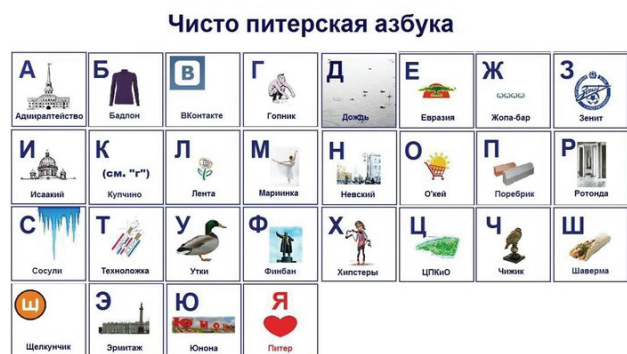 Чисто питерская азбука
А
Адмиралтейство
Б
Бадлон
В
ВКонтакте
Г
Гопник
Д
Дождь
Е
Евразия
Ж
Жопа-бар
З
Зенит
И
Исаакий
К
(см. "г")
Купчино
Л
Лента
М
Мариинка
Н
Невский
О
О'кей
П
Поребрик
Р
Ротонда
С
Сосули
Т
Техноложка
У
Утки
Ф
Финбан
Х
Хипстеры
Ц
ЦПКиО
Ч
Чижик
Ш
Шаверма
Щ
Щелкунчик
Э
Эрмитаж
Ю
Юнона
Я
Питер